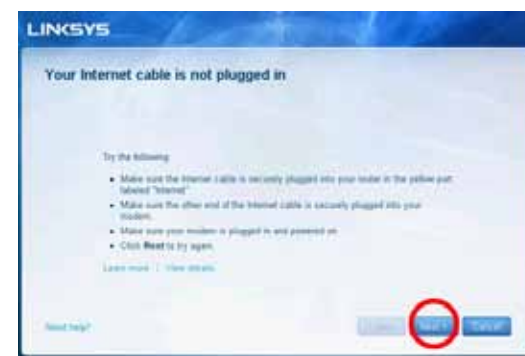 LINKSYS
Your Internet cable is not plugged in
Try the following:
Make sure the Internet cable is securely plugged into your router in the yellow port
labeled "Internet"
Make sure the other end of the Internet cable is securely plugged into your
modem.
Make sure your modem is plugged in and powered on
Click Next to try again.
Learn more | View details
Need help?
Next
Cancel